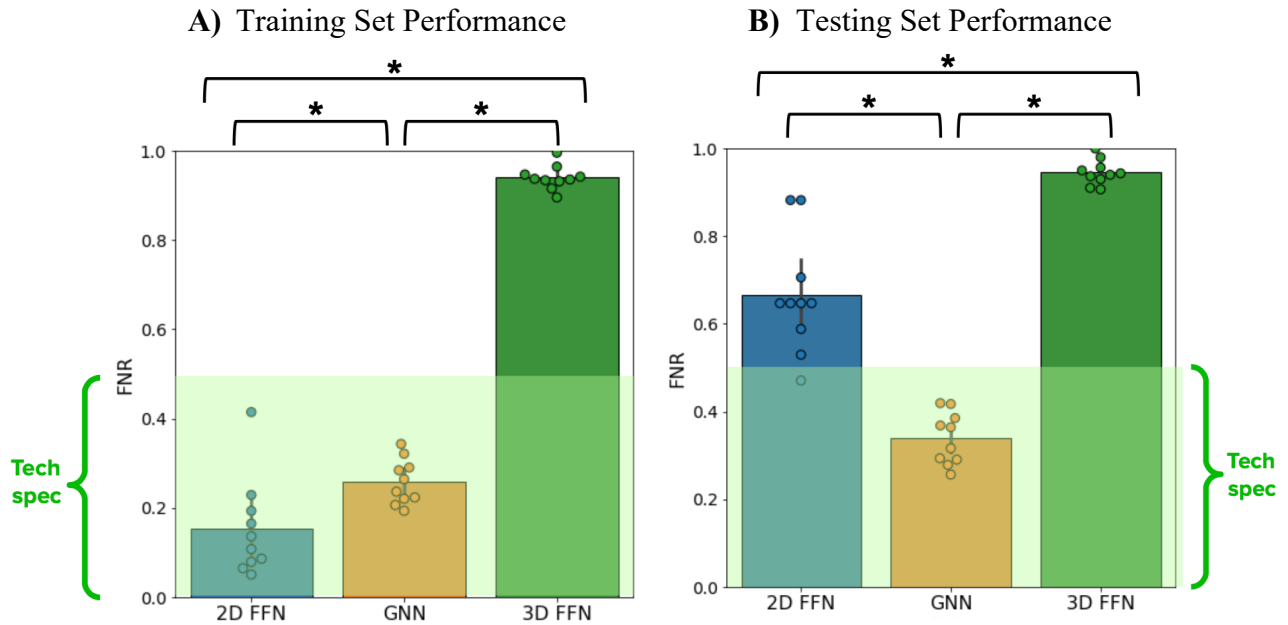 A) Training Set Performance
*
* *
1.0
0.8
0.6
0.4
0.2
0.0
FNR
Tech
spec
2D FFN GNN 3D FFN
B) Testing Set Performance
*
* *
1.0
0.8
0.6
0.4
0.2
0.0
FNR
Tech
spec
2D FFN GNN 3D FFN